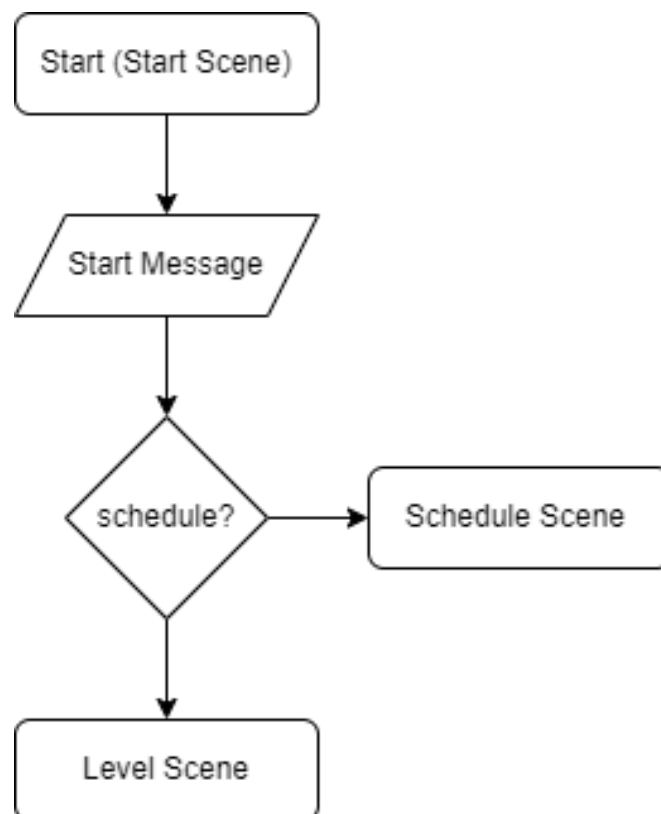 Start (Start Scene)
Start Message
schedule?
Schedule Scene
Level Scene